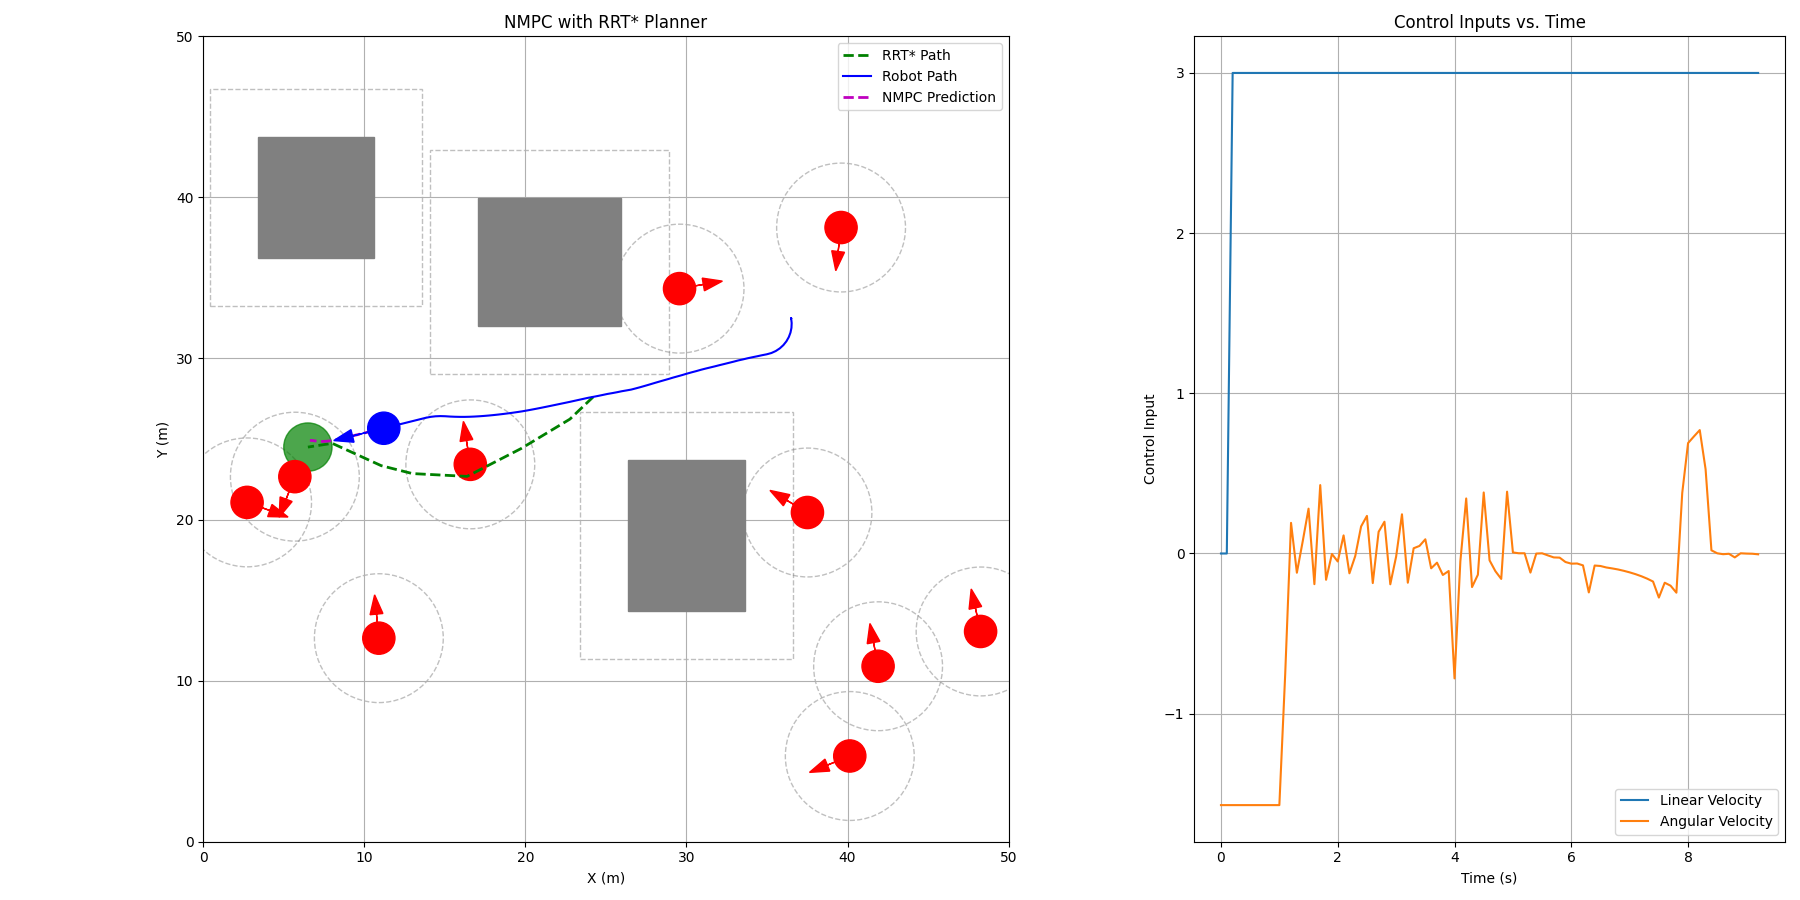 NMPC with RRT* Planner
RRT* Path
Robot Path
NMPC Prediction
50
40
30
20
10
0
Y (m)
0 10 20 30 40 50
X (m)
Control Inputs vs. Time
3
2
1
0
−1
Control Input
Linear Velocity
Angular Velocity
0 2 4 6 8
Time (s)